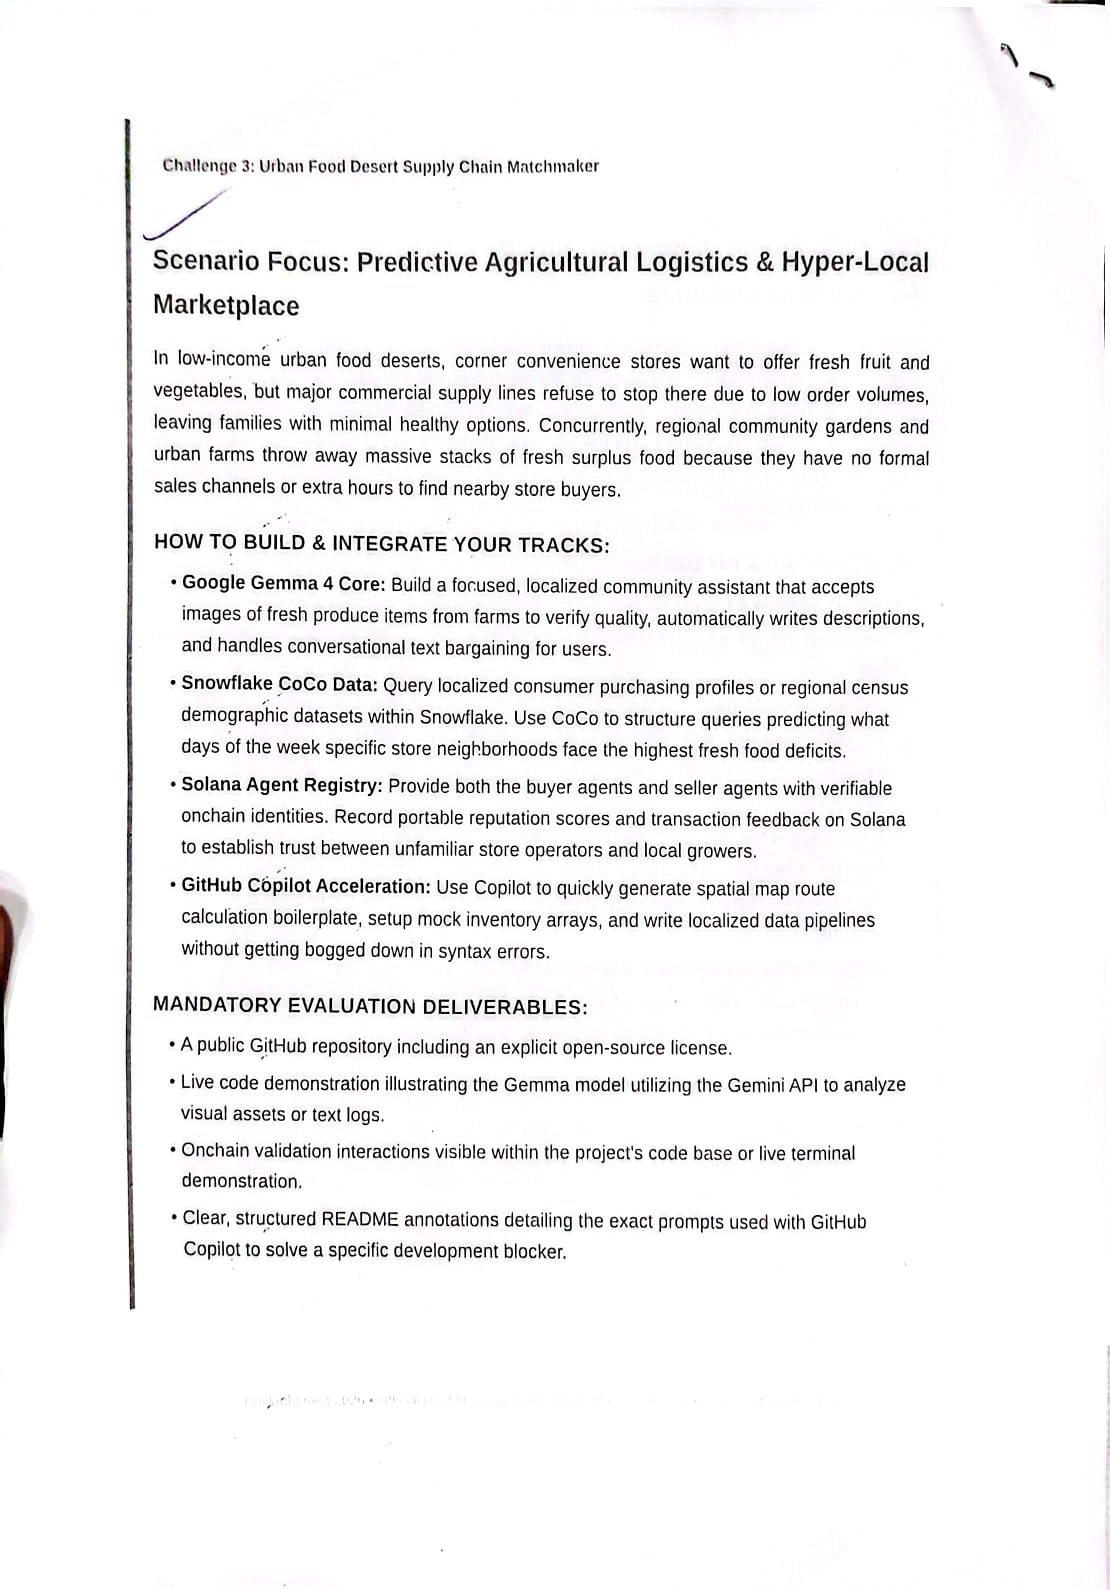 Challenge 3: Urban Food Desert Supply Chain Matchmaker
Scenario Focus: Predictive Agricultural Logistics & Hyper-Local
Marketplace
In low-income urban food deserts, corner convenience stores want to offer fresh fruit and
vegetables, but major commercial supply lines refuse to stop there due to low order volumes,
leaving families with minimal healthy options. Concurrently, regional community gardens and
urban farms throw away massive stacks of fresh surplus food because they have no formal
sales channels or extra hours to find nearby store buyers.
HOW TO BUILD & INTEGRATE YOUR TRACKS:
• Google Gemma 4 Core: Build a focused, localized community assistant that accepts
images of fresh produce items from farms to verify quality, automatically writes descriptions,
and handles conversational text bargaining for users.
• Snowflake CoCo Data: Query localized consumer purchasing profiles or regional census
demographic datasets within Snowflake. Use CoCo to structure queries predicting what
days of the week specific store neighborhoods face the highest fresh food deficits.
• Solana Agent Registry: Provide both the buyer agents and seller agents with verifiable
onchain identities. Record portable reputation scores and transaction feedback on Solana
to establish trust between unfamiliar store operators and local growers.
• GitHub Copilot Acceleration: Use Copilot to quickly generate spatial map route
calculation boilerplate, setup mock inventory arrays, and write localized data pipelines
without getting bogged down in syntax errors.
MANDATORY EVALUATION DELIVERABLES:
• A public GitHub repository including an explicit open-source license.
• Live code demonstration illustrating the Gemma model utilizing the Gemini API to analyze
visual assets or text logs.
• Onchain validation interactions visible within the project's code base or live terminal
demonstration.
• Clear, structured README annotations detailing the exact prompts used with GitHub
Copilot to solve a specific development blocker.